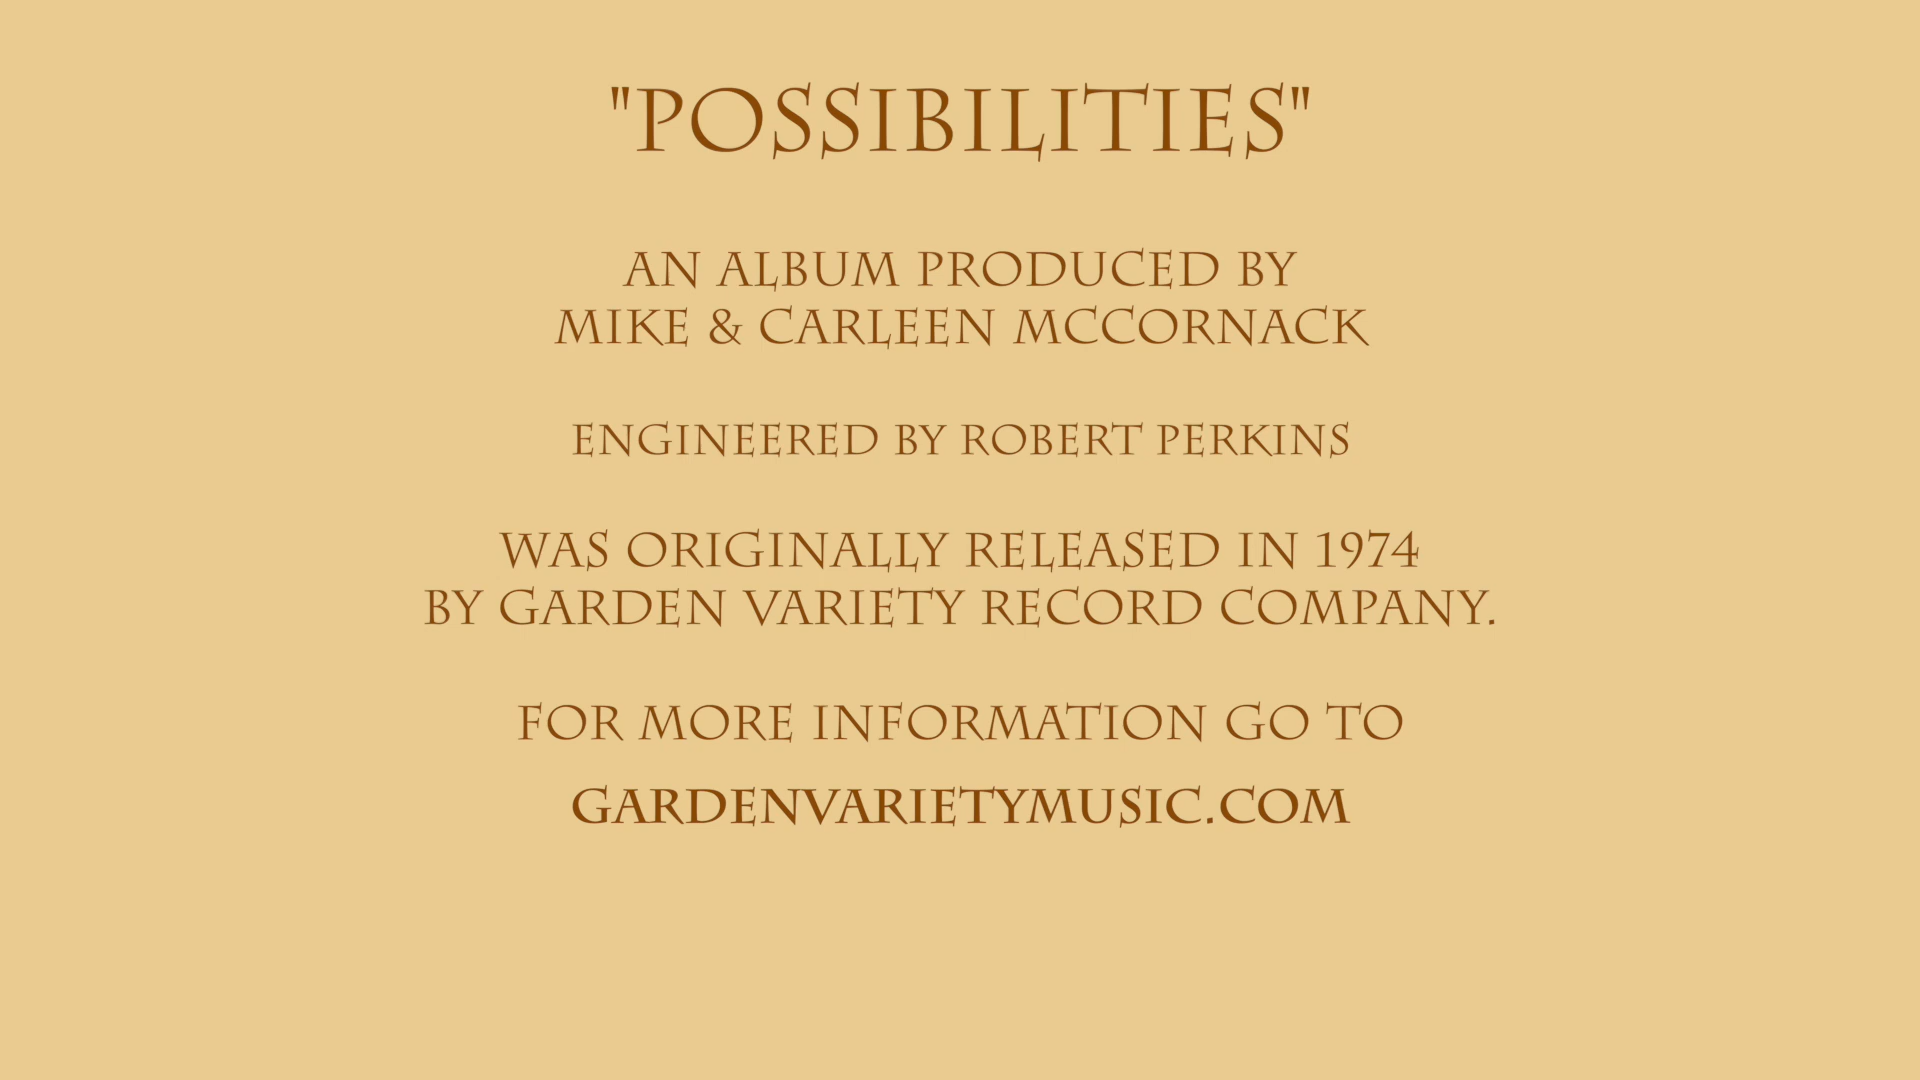 "POSSIBILITIES"
AN ALBUM PRODUCED BY
MIKE & CARLEEN MCCORNACK
ENGINEERED BY ROBERT PERKINS
WAS ORIGINALLY RELEASED IN 1974
BY GARDEN VARIETY RECORD COMPANY.
FOR MORE INFORMATION GO TO
GARDENVARIETYMUSIC.COM